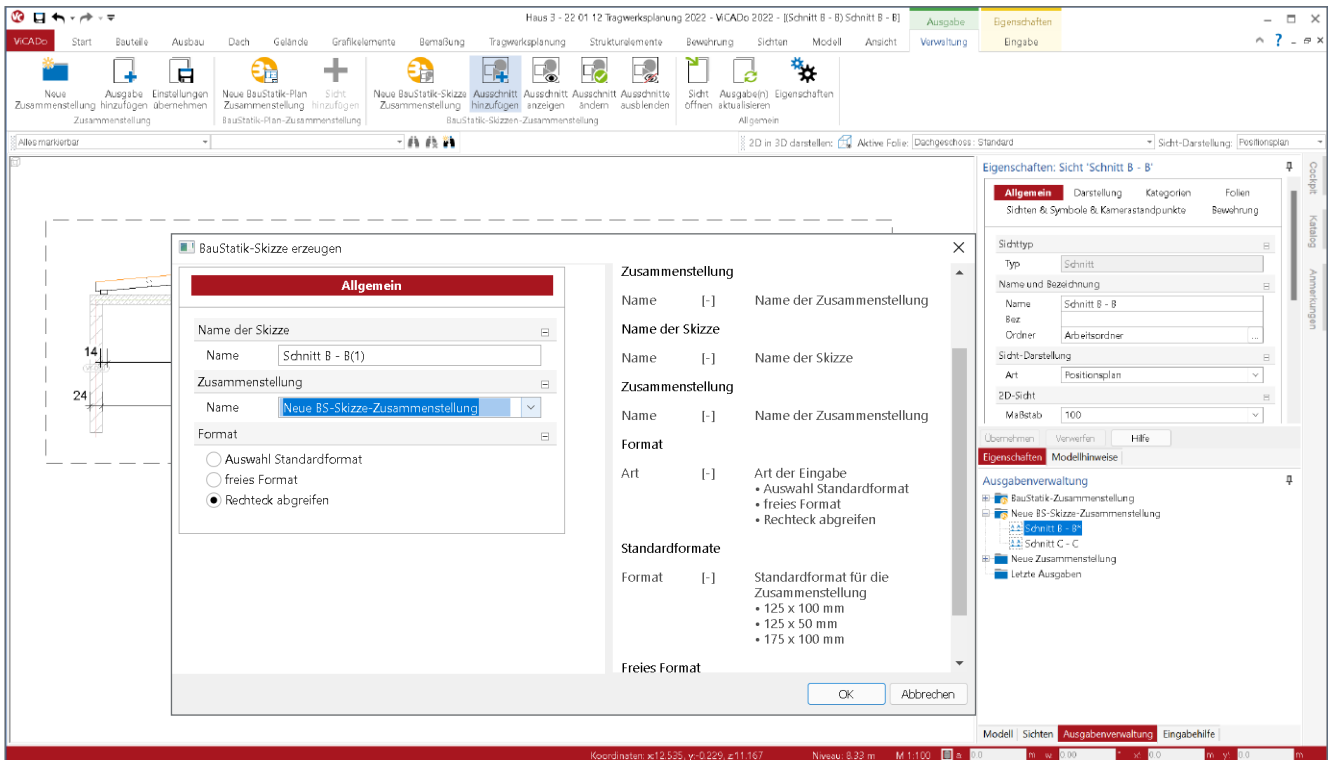 Haus 3 - 22 01 12 Tragwerksplanung 2022 - ViCADo 2022 - [(Schnitt B - B) Schnitt B - B]
Ausgabe
Eigenschaften
ViCADo
Start
Bauteile
Ausbau
Dach
Gelände
Grafikelemente
Bemaßung
Tragwerksplanung
Strukturelemente
Bewehrung
Sichten
Modell
Ansicht
Verwaltung
Eingabe
Neue Zusammenstellung
Ausgabe hinzufügen
Einstellungen übernehmen
Neue BauStatik-Plan Zusammenstellung
Sicht hinzufügen
Neue BauStatik-Skizze Zusammenstellung
Ausschnitt hinzufügen
Ausschnitt anzeigen
Ausschnitt ändern
Ausschnitte ausblenden
Sicht öffnen
Ausgabe(n) aktualisieren
Eigenschaften
Zusammenstellung
BauStatik-Plan-Zusammenstellung
BauStatik-Skizzen-Zusammenstellung
Allgemein
Alles markierbar
2D in 3D darstellen:
Aktive Folie:
Dachgeschoss : Standard
Sicht-Darstellung:
Positionsplan
14
24
BauStatik-Skizze erzeugen
Allgemein
Name der Skizze
Name
Schnitt B - B(1)
Zusammenstellung
Name
Neue BS-Skizze-Zusammenstellung
Format
Auswahl Standardformat
freies Format
Rechteck abgreifen
Zusammenstellung
Name [-] Name der Zusammenstellung
Name der Skizze
Name [-] Name der Skizze
Zusammenstellung
Name [-] Name der Zusammenstellung
Format
Art [-] Art der Eingabe
• Auswahl Standardformat
• freies Format
• Rechteck abgreifen
Standardformate
Format [-] Standardformat für die
Zusammenstellung
• 125 x 100 mm
• 125 x 50 mm
• 175 x 100 mm
Freies Format
OK
Abbrechen
Eigenschaften: Sicht 'Schnitt B - B'
Allgemein
Darstellung
Kategorien
Folien
Sichten & Symbole & Kamerastandpunkte
Bewehrung
Sichttyp
Typ
Schnitt
Name und Bezeichnung
Name
Schnitt B - B
Bez
Ordner
Arbeitsordner
...
Sicht-Darstellung
Art
Positionsplan
2D-Sicht
Maßstab
100
Übernehmen
Verwerfen
Hilfe
Eigenschaften
Modellhinweise
Ausgabenverwaltung
BauStatik-Zusammenstellung
Neue BS-Skizze-Zusammenstellung
Schnitt B - B*
Schnitt C - C
Neue Zusammenstellung
Letzte Ausgaben
Modell
Sichten
Ausgabenverwaltung
Eingabehilfe
Cockpit
Katalog
Anmerkungen
Koordinaten: x:12.535, y:-0.229, z:11.167
Niveau: 8.33 m
M 1:100
a
0.0
m
w
0.00
°
x'
0.0
m
y'
0.0
m